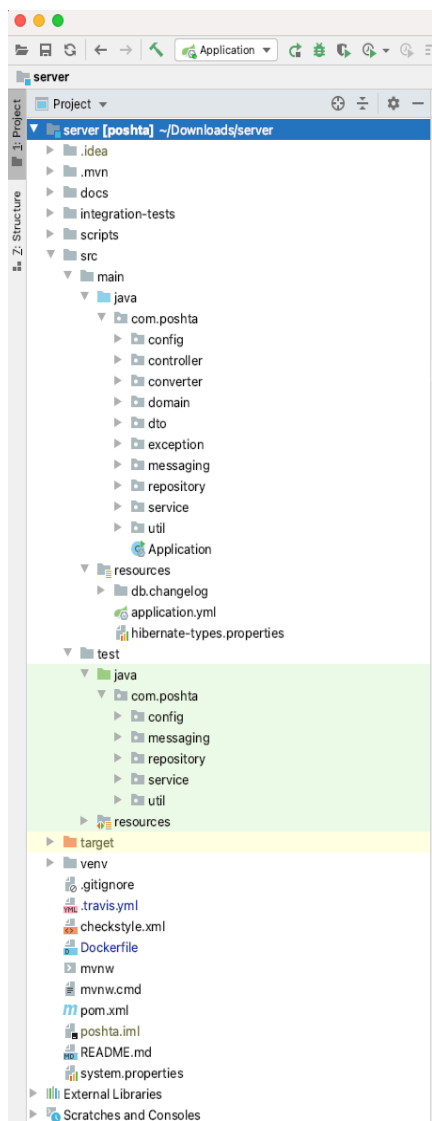 Application
server
Project
1: Project
Z: Structure
server [poshta] ~/Downloads/server
.idea
.mvn
docs
integration-tests
scripts
src
main
java
com.poshta
config
controller
converter
domain
dto
exception
messaging
repository
service
util
Application
resources
db.changelog
application.yml
hibernate-types.properties
test
java
com.poshta
config
messaging
repository
service
util
resources
target
venv
.gitignore
.travis.yml
checkstyle.xml
Dockerfile
mvnw
mvnw.cmd
pom.xml
poshta.iml
README.md
system.properties
External Libraries
Scratches and Consoles